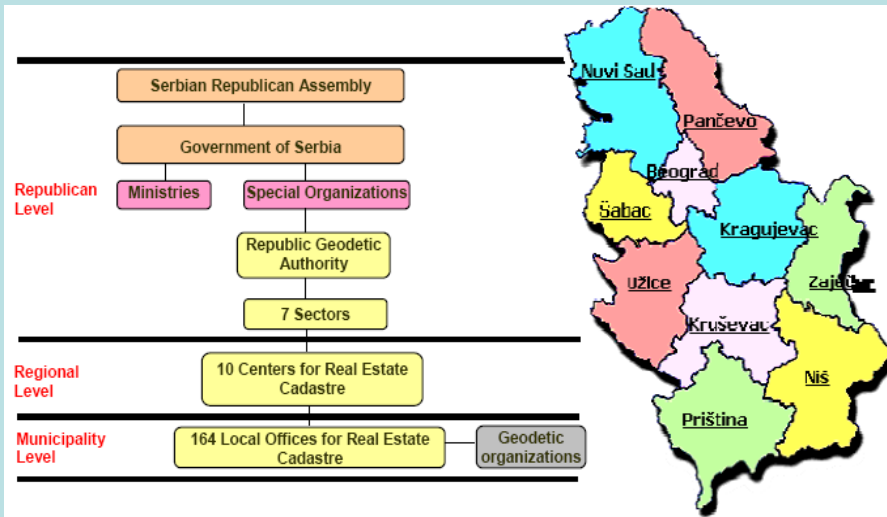 Serbian Republican Assembly
Government of Serbia
Ministries
Special Organizations
Republican
Level
Republic Geodetic
Authority
7 Sectors
Regional
Level
10 Centers for Real Estate
Cadastre
Municipality
Level
164 Local Offices for Real Estate
Cadastre
Geodetic
organizations
Nuvi Sad
Pančevo
Beograd
Šabac
Kragujevac
Užice
Kruševac
Niš
Priština